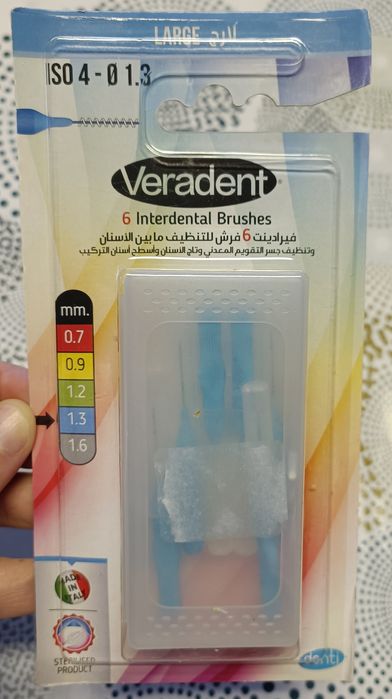 LARGE لارج
ISO 4 - Ø 1.3
Veradent
6 Interdental Brushes
فيرادينت 6 فرش للتنظيف ما بين الأسنان
وتنظيف جسر التقويم المعدني وتاج الأسنان وأسطح أسنان التركيب
mm.
0.7
0.9
1.2
1.3
1.6
MADE IN ITALY
STERILISED
PRODUCT
denti